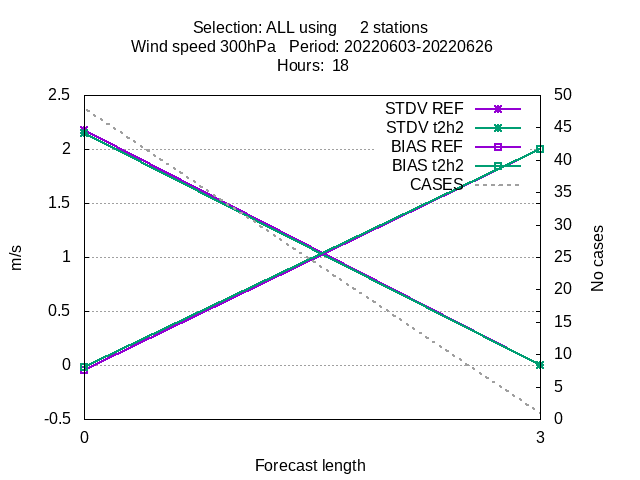 Selection: ALL using 2 stations
Wind speed 300hPa Period: 20220603-20220626
Hours: 18
2.5
2
1.5
1
0.5
0
-0.5
50
45
40
35
30
25
20
15
10
5
0
STDV REF
STDV t2h2
BIAS REF
BIAS t2h2
CASES
m/s
No cases
0
3
Forecast length